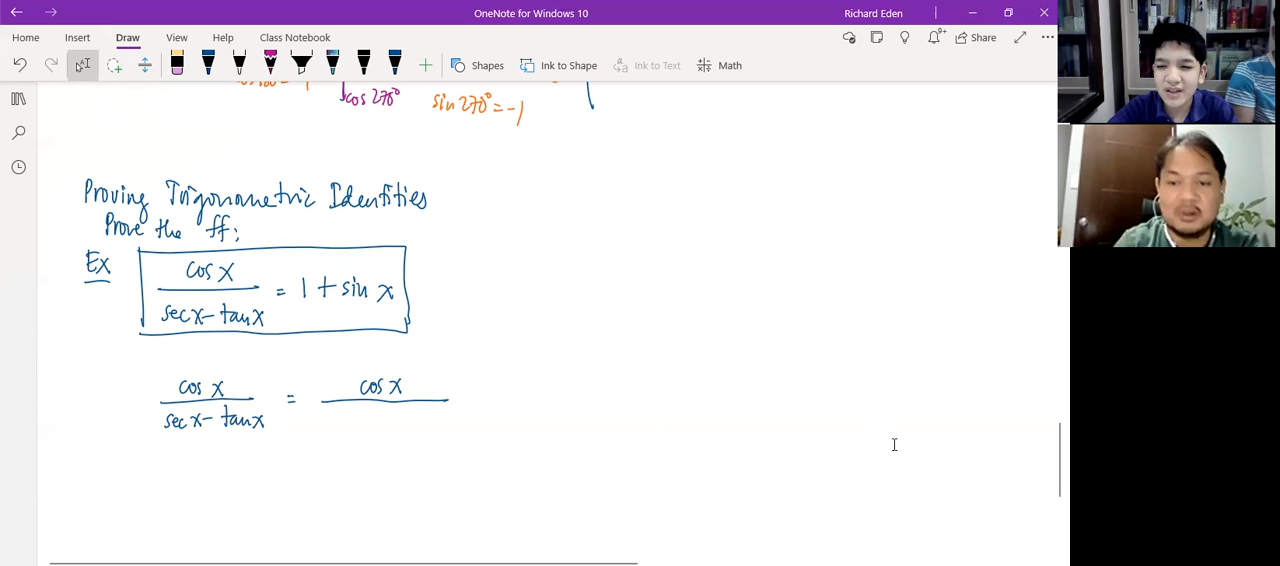 OneNote for Windows 10
Richard Eden
Home Insert Draw View Help Class Notebook
Share
Shapes Ink to Shape Ink to Text Math
cos 270°
sin 270° = -1
Proving Trigonometric Identities
Prove the ff:
Ex
cos x / sec x - tan x = 1 + sin x
cos x / sec x - tan x = cos x